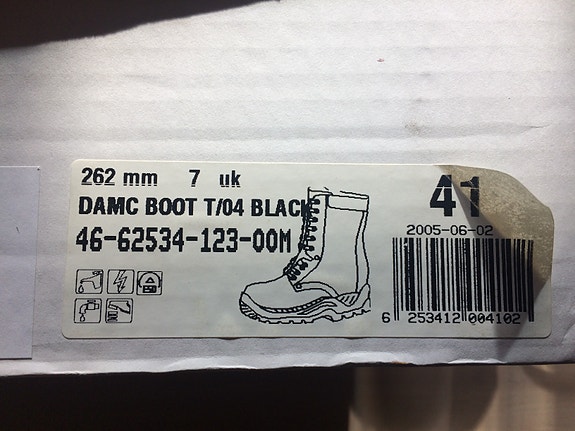 262 mm 7 uk
41
DAMC BOOT T/04 BLACK
46-62534-123-00M
2005-06-02
6 253412 004102